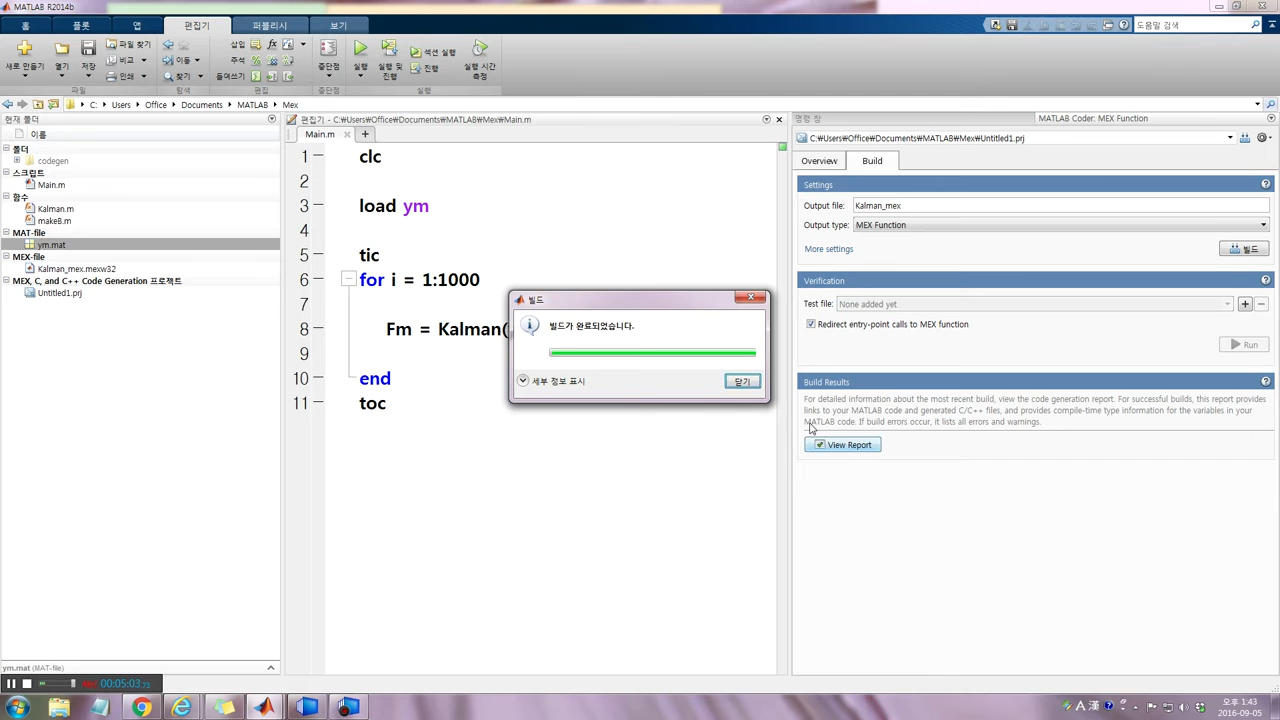 MATLAB R2014b
홈
플롯
앱
편집기
퍼블리시
보기
도움말 검색
새로 만들기
열기
저장
파일 찾기
비교
인쇄
이동
찾기
삽입
주석
들여쓰기
중단점
실행
실행 및 진행
섹션 실행
진행
실행 시간 측정
파일
탐색
편집
중단점
실행
C: ▸ Users ▸ Office ▸ Documents ▸ MATLAB ▸ Mex
현재 폴더
이름
폴더
codegen
스크립트
Main.m
함수
Kalman.m
makeB.m
MAT-file
ym.mat
MEX-file
Kalman_mex.mexw32
MEX, C, and C++ Code Generation 프로젝트
Untitled1.prj
ym.mat (MAT-file)
편집기 - C:₩Users₩Office₩Documents₩MATLAB₩Mex₩Main.m
Main.m
1 clc
2
3 load ym
4
5 tic
6 for i = 1:1000
7
8 Fm = Kalman(
9
10 end
11 toc
빌드
빌드가 완료되었습니다.
세부 정보 표시
닫기
명령 창
MATLAB Coder: MEX Function
C:₩Users₩Office₩Documents₩MATLAB₩Mex₩Untitled1.prj
Overview
Build
Settings
Output file: Kalman_mex
Output type: MEX Function
More settings
빌드
Verification
Test file: None added yet
Redirect entry-point calls to MEX function
Run
Build Results
For detailed information about the most recent build, view the code generation report. For successful builds, this report provides
links to your MATLAB code and generated C/C++ files, and provides compile-time type information for the variables in your
MATLAB code. If build errors occur, it lists all errors and warnings.
View Report
00:05:03.73
A 漢
오후 1:43
2016-09-05